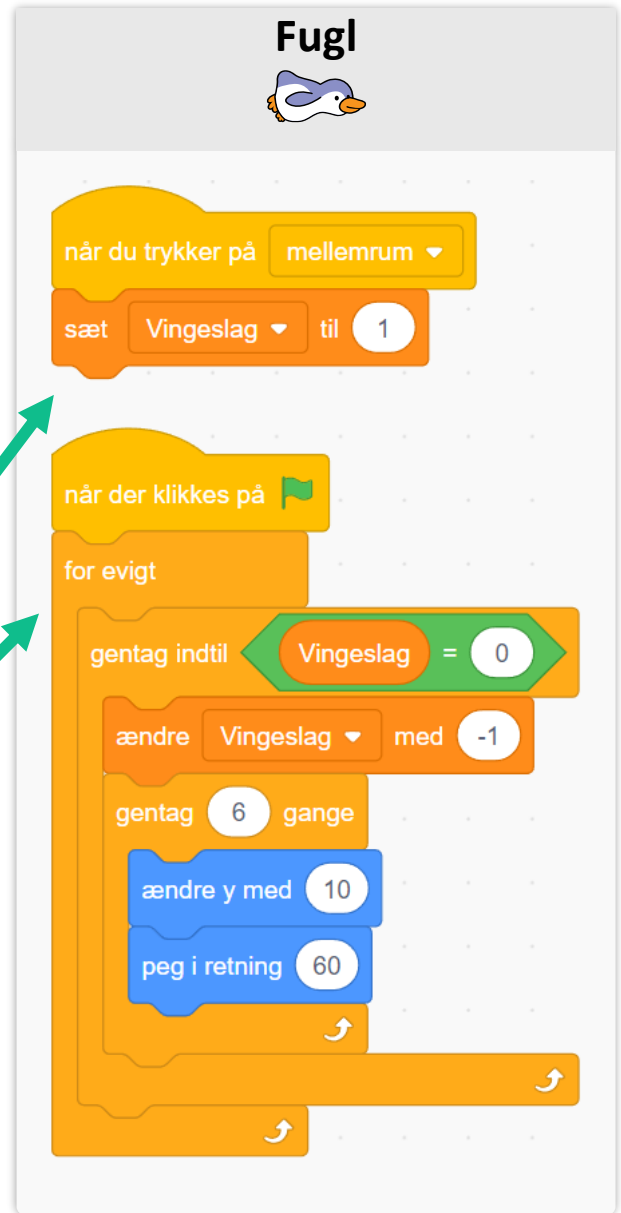 Fugl
når du trykker på mellemrum
sæt Vingeslag til 1
når der klikkes på
for evigt
gentag indtil Vingeslag = 0
ændre Vingeslag med -1
gentag 6 gange
ændre y med 10
peg i retning 60